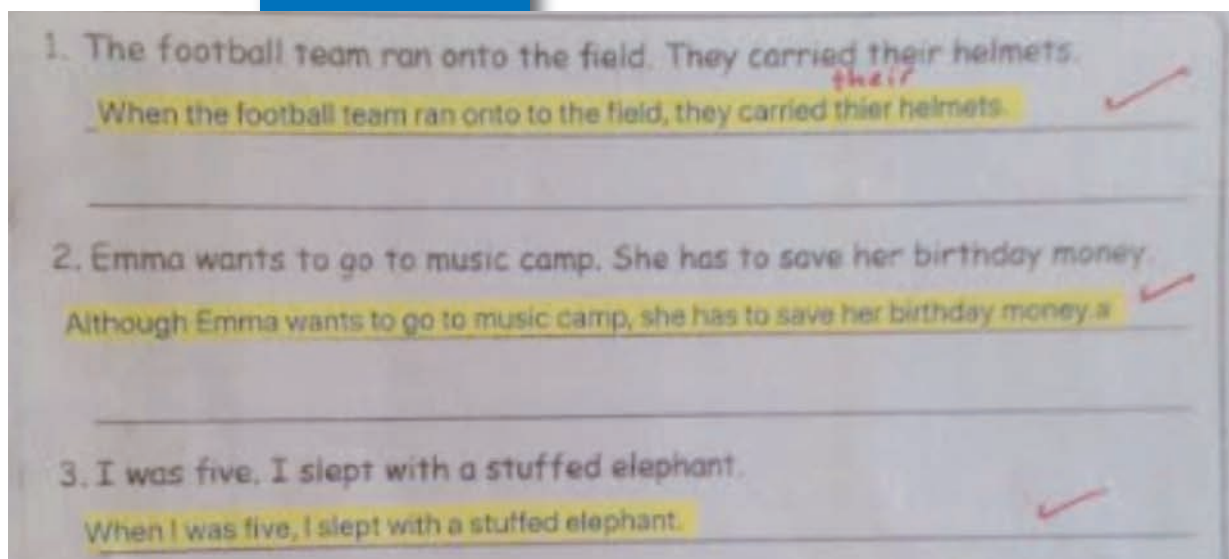 1. The football team ran onto the field. They carried their helmets.
their
When the football team ran onto to the field, they carried thier helmets.
2. Emma wants to go to music camp. She has to save her birthday money.
Although Emma wants to go to music camp, she has to save her birthday money.a
3. I was five. I slept with a stuffed elephant.
When I was five, I slept with a stuffed elephant.